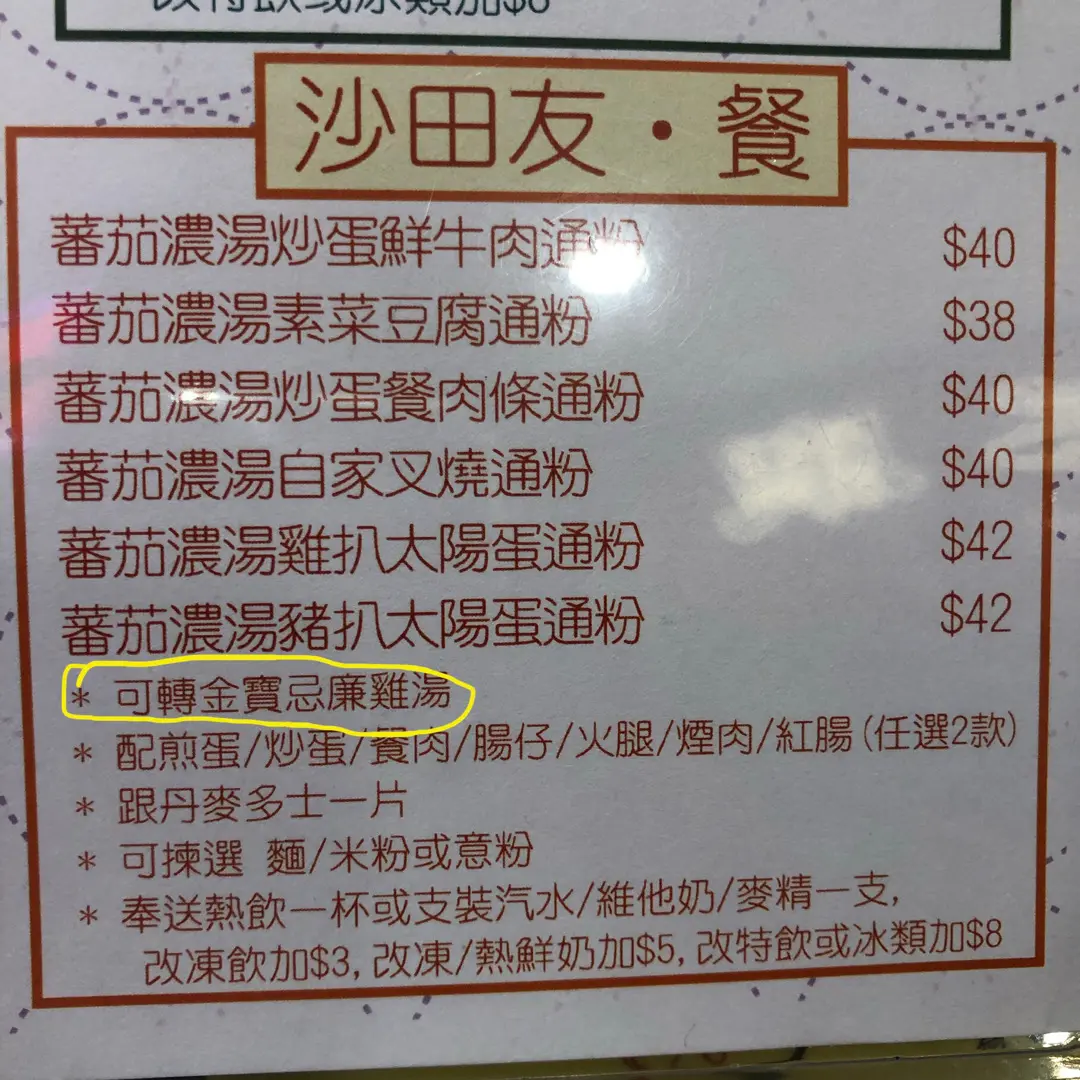 改特飲或冰類加$8
沙田友・餐
蕃茄濃湯炒蛋鮮牛肉通粉 $40
蕃茄濃湯素菜豆腐通粉 $38
蕃茄濃湯炒蛋餐肉條通粉 $40
蕃茄濃湯自家叉燒通粉 $40
蕃茄濃湯雞扒太陽蛋通粉 $42
蕃茄濃湯豬扒太陽蛋通粉 $42
* 可轉金寶忌廉雞湯
* 配煎蛋/炒蛋/餐肉/腸仔/火腿/煙肉/紅腸(任選2款)
* 跟丹麥多士一片
* 可揀選 麵/米粉或意粉
* 奉送熱飲一杯或支裝汽水/維他奶/麥精一支,
改凍飲加$3,改凍/熱鮮奶加$5,改特飲或冰類加$8